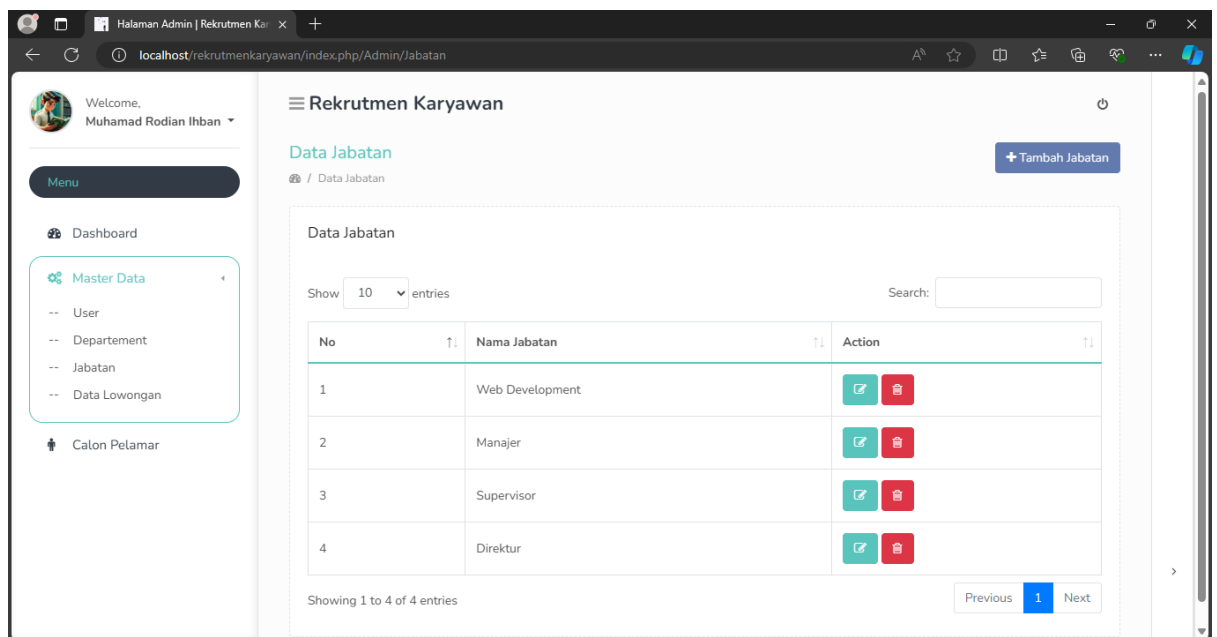 Halaman Admin | Rekrutmen Kar
localhost/rekrutmenkaryawan/index.php/Admin/Jabatan
Welcome,
Muhamad Rodian Ihban
Menu
Dashboard
Master Data
-- User
-- Departement
-- Jabatan
-- Data Lowongan
Calon Pelamar
Rekrutmen Karyawan
Data Jabatan
/ Data Jabatan
+ Tambah Jabatan
Data Jabatan
Show 10 entries
Search:
No Nama Jabatan Action
1 Web Development
2 Manajer
3 Supervisor
4 Direktur
Showing 1 to 4 of 4 entries
Previous 1 Next